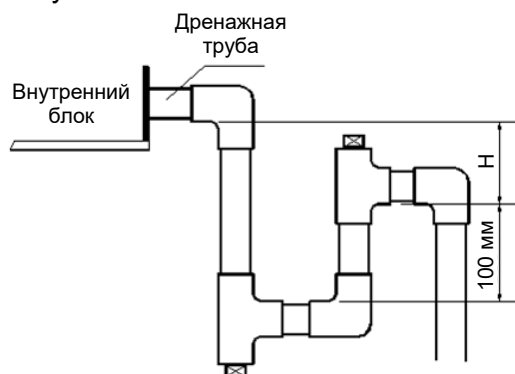 Дренажная
труба
Внутренний
блок
H
100 мм